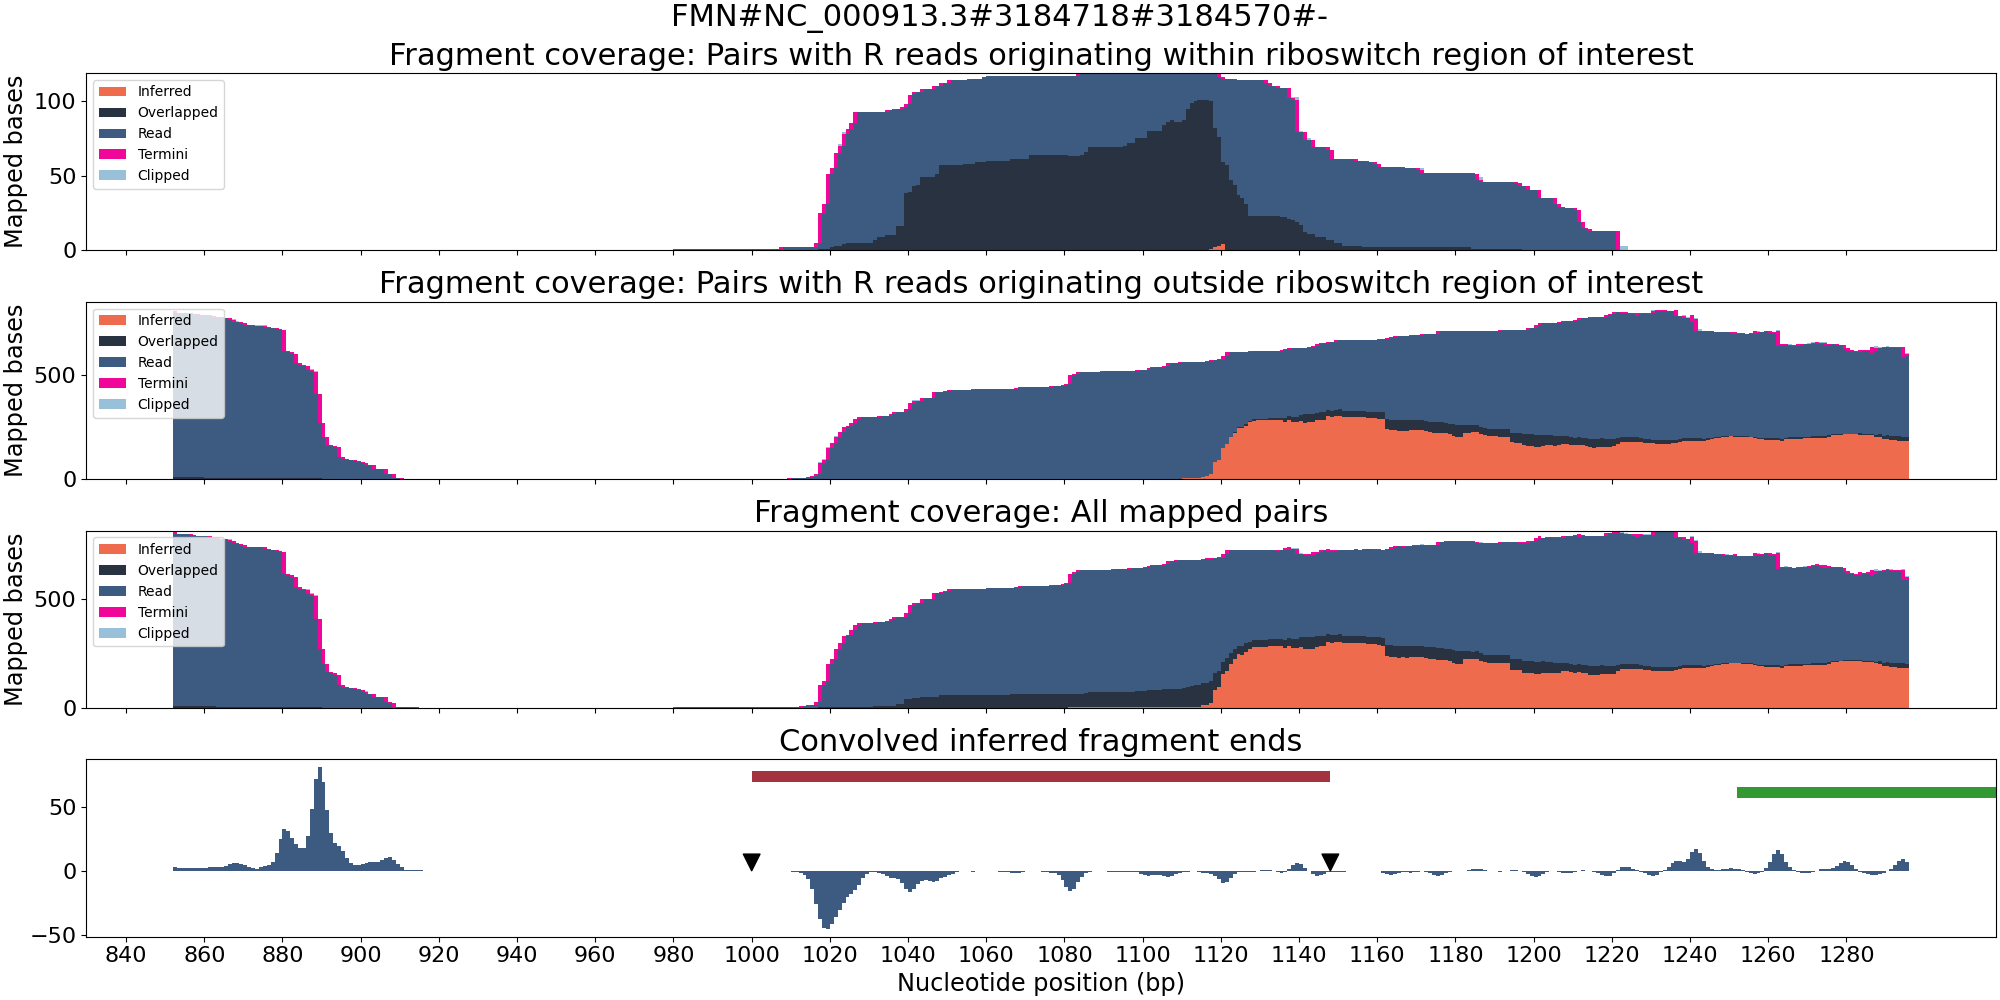 FMN#NC_000913.3#3184718#3184570#-
Fragment coverage: Pairs with R reads originating within riboswitch region of interest
Mapped bases
100
50
0
Inferred
Overlapped
Read
Termini
Clipped
Fragment coverage: Pairs with R reads originating outside riboswitch region of interest
Mapped bases
500
0
Inferred
Overlapped
Read
Termini
Clipped
Fragment coverage: All mapped pairs
Mapped bases
500
0
Inferred
Overlapped
Read
Termini
Clipped
Convolved inferred fragment ends
50
0
−50
840 860 880 900 920 940 960 980 1000 1020 1040 1060 1080 1100 1120 1140 1160 1180 1200 1220 1240 1260 1280
Nucleotide position (bp)